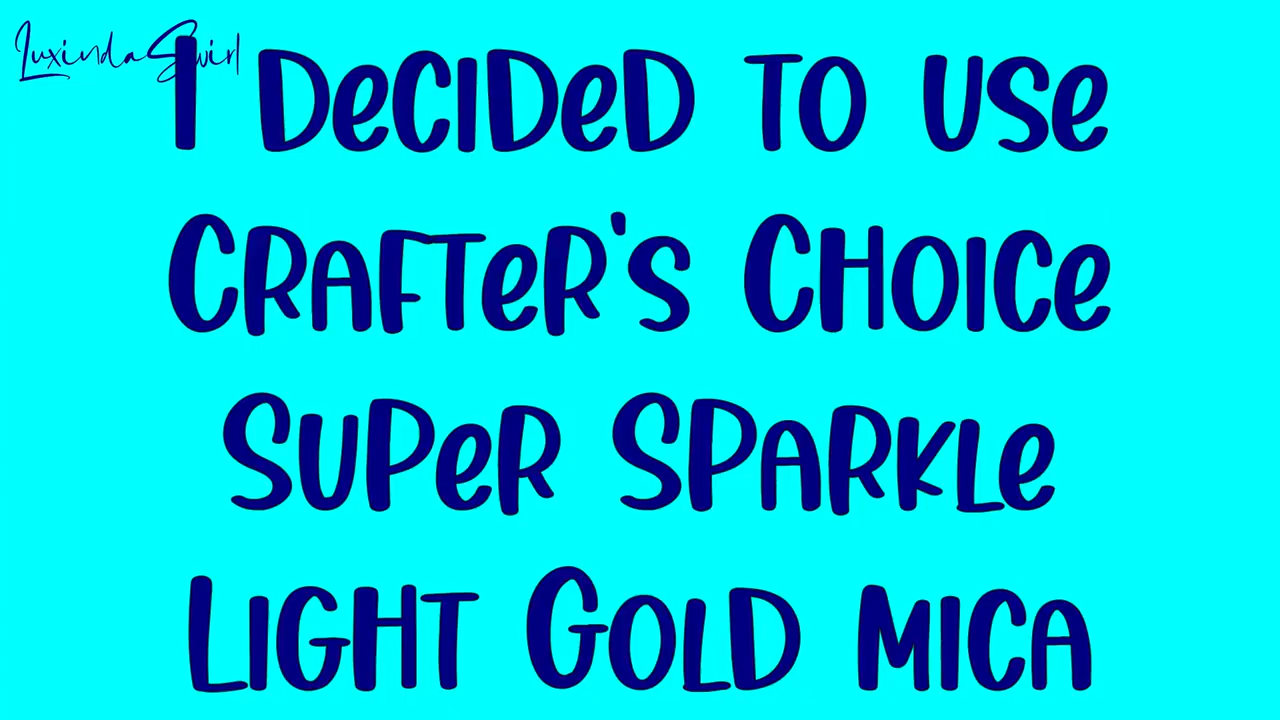 LuxindaSwirl
I Decided to use
Crafter's Choice
Super Sparkle
Light Gold mica